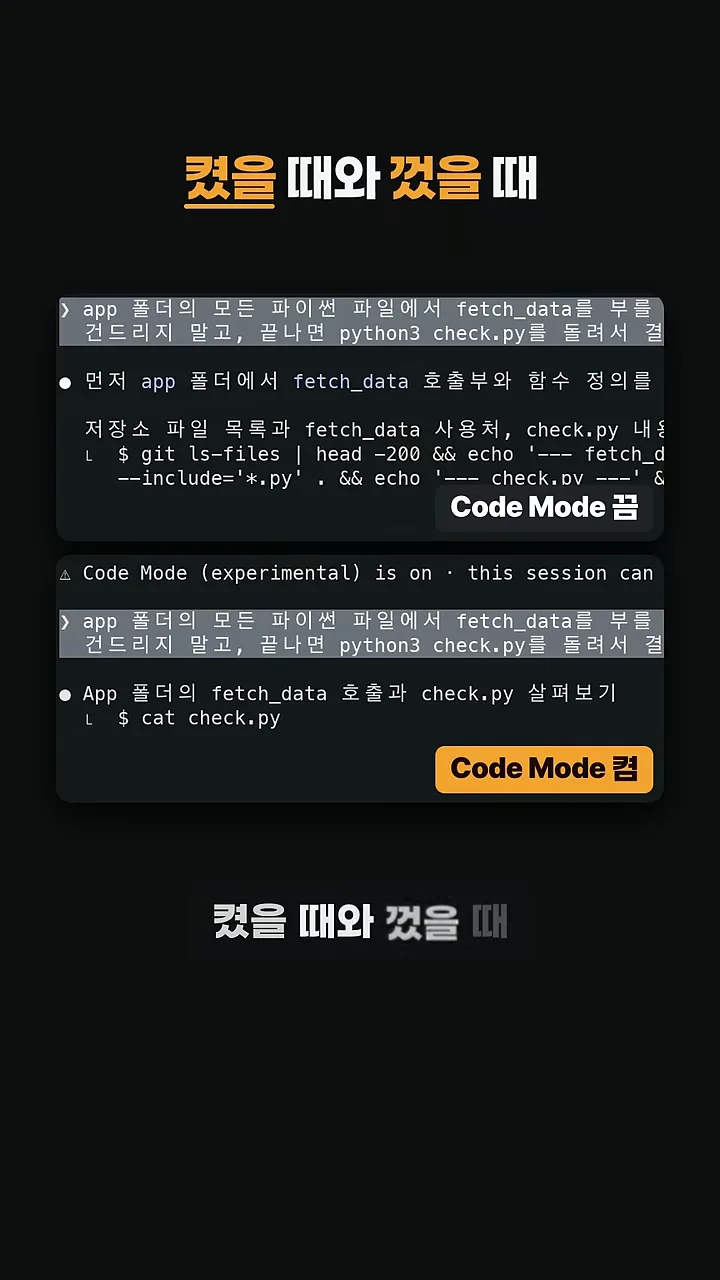 켰을 때와 껐을 때
❯ app 폴더의 모든 파이썬 파일에서 fetch_data를 부를
건드리지 말고, 끝나면 python3 check.py를 돌려서 결
● 먼저 app 폴더에서 fetch_data 호출부와 함수 정의를
저장소 파일 목록과 fetch_data 사용처, check.py 내용
└ $ git ls-files | head -200 && echo '--- fetch_d
--include='*.py' . && echo '--- check.py ---' &
Code Mode 끔
⚠ Code Mode (experimental) is on · this session can
❯ app 폴더의 모든 파이썬 파일에서 fetch_data를 부를
건드리지 말고, 끝나면 python3 check.py를 돌려서 결
● App 폴더의 fetch_data 호출과 check.py 살펴보기
└ $ cat check.py
Code Mode 켬
켰을 때와 껐을 때